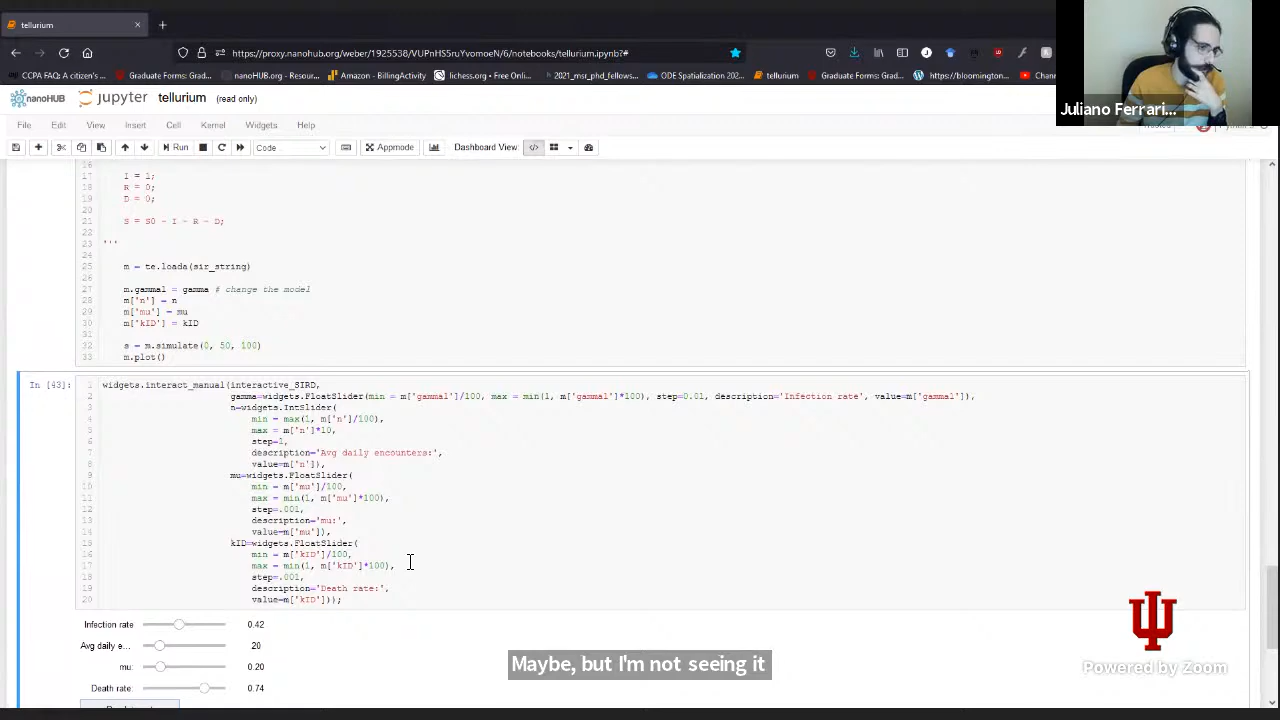 tellurium
https://proxy.nanohub.org/weber/1925538/VUPnHS5ruYvomoeN/6/notebooks/tellurium.ipynb?#
CCPA FAQ: A citizen's...
Graduate Forms: Grad...
nanoHUB.org - Resour...
Amazon - BillingActivity
lichess.org • Free Onli...
2021_msr_phd_fellows...
ODE Spatialization 202...
tellurium
Graduate Forms: Grad...
https://bloomington...
Chann
Juliano Ferrari...
nanoHUB jupyter tellurium (read only)
File Edit View Insert Cell Kernel Widgets Help
Run Code Appmode Dashboard View:
16
17 I = 1;
18 R = 0;
19 D = 0;
20
21 S = S0 - I - R - D;
22
23 '''
24
25 m = te.loada(sir_string)
26
27 m.gamma1 = gamma # change the model
28 m['n'] = n
29 m['mu'] = mu
30 m['kID'] = kID
31
32 s = m.simulate(0, 50, 100)
33 m.plot()
In [43]:
1 widgets.interact_manual(interactive_SIRD,
2 gamma=widgets.FloatSlider(min = m['gamma1']/100, max = min(1, m['gamma1']*100), step=0.01, description='Infection rate', value=m['gamma1']),
3 n=widgets.IntSlider(
4 min = max(1, m['n']/100),
5 max = m['n']*10,
6 step=1,
7 description='Avg daily encounters:',
8 value=m['n']),
9 mu=widgets.FloatSlider(
10 min = m['mu']/100,
11 max = min(1, m['mu']*100),
12 step=.001,
13 description='mu:',
14 value=m['mu']),
15 kID=widgets.FloatSlider(
16 min = m['kID']/100,
17 max = min(1, m['kID']*100),
18 step=.001,
19 description='Death rate:',
20 value=m['kID']));
Infection rate 0.42
Avg daily e... 20
mu: 0.20
Death rate: 0.74
Maybe, but I'm not seeing it
Powered by Zoom